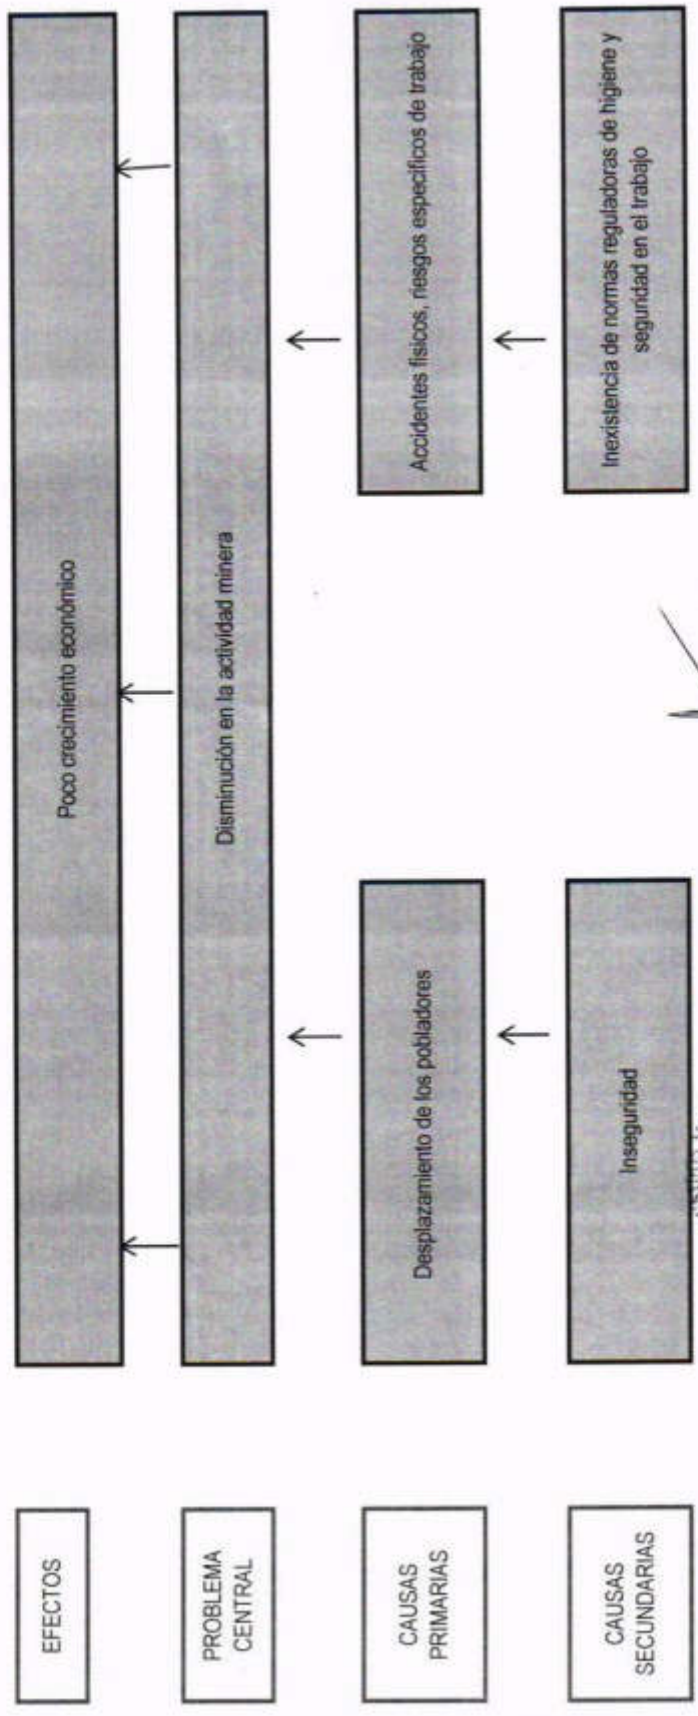 EFECTOS
Poco crecimiento económico
PROBLEMA
CENTRAL
Disminución en la actividad minera
CAUSAS
PRIMARIAS
Desplazamiento de los pobladores
Accidentes físicos, riesgos específicos de trabajo
CAUSAS
SECUNDARIAS
Inseguridad
Inexistencia de normas reguladoras de higiene y
seguridad en el trabajo